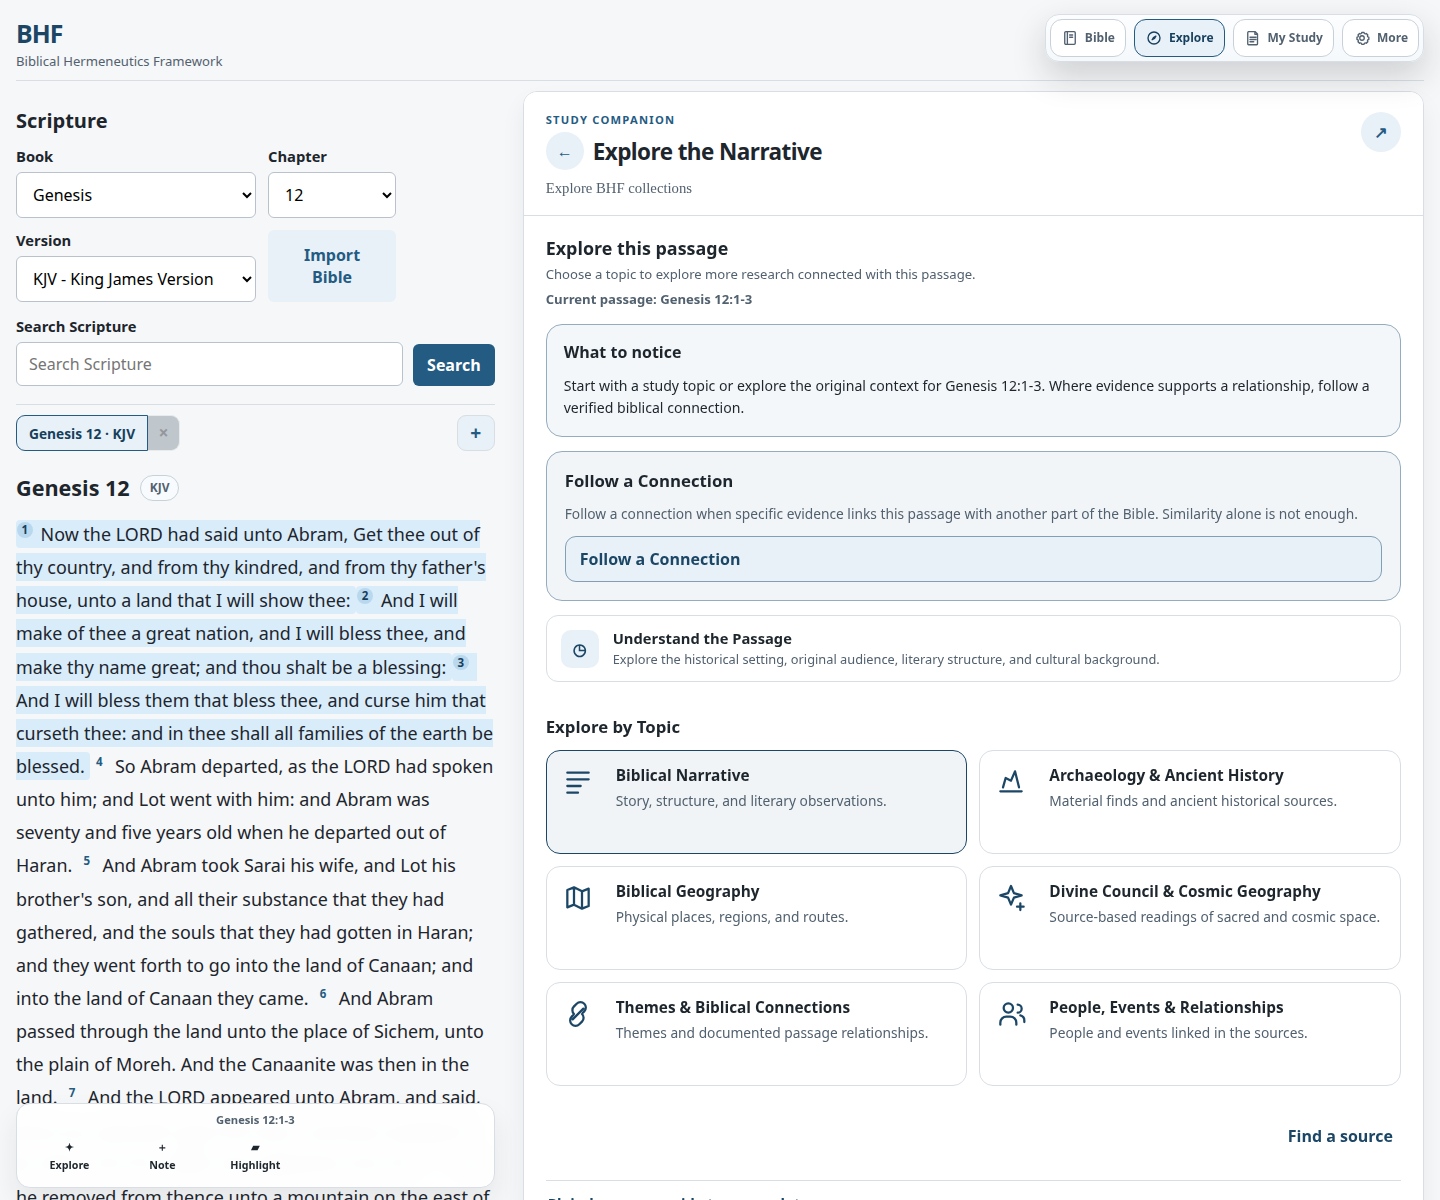 BHF
Biblical Hermeneutics Framework
Bible
Explore
My Study
More
Scripture
Book
Chapter
Genesis
12
Version
KJV - King James Version
Import
Bible
Search Scripture
Search Scripture
Search
Genesis 12 · KJV
×
+
Genesis 12 KJV
1 Now the LORD had said unto Abram, Get thee out of
thy country, and from thy kindred, and from thy father's
house, unto a land that I will show thee: 2 And I will
make of thee a great nation, and I will bless thee, and
make thy name great; and thou shalt be a blessing: 3
And I will bless them that bless thee, and curse him that
curseth thee: and in thee shall all families of the earth be
blessed. 4 So Abram departed, as the LORD had spoken
unto him; and Lot went with him: and Abram was
seventy and five years old when he departed out of
Haran. 5 And Abram took Sarai his wife, and Lot his
brother's son, and all their substance that they had
gathered, and the souls that they had gotten in Haran;
and they went forth to go into the land of Canaan; and
into the land of Canaan they came. 6 And Abram
passed through the land unto the place of Sichem, unto
the plain of Moreh. And the Canaanite was then in the
land. 7 And the LORD appeared unto Abram, and said,
Genesis 12:1-3
Explore
Note
Highlight
he removed from thence unto a mountain on the east of
STUDY COMPANION
← Explore the Narrative
↗
Explore BHF collections
Explore this passage
Choose a topic to explore more research connected with this passage.
Current passage: Genesis 12:1-3
What to notice
Start with a study topic or explore the original context for Genesis 12:1-3. Where evidence supports a relationship, follow a
verified biblical connection.
Follow a Connection
Follow a connection when specific evidence links this passage with another part of the Bible. Similarity alone is not enough.
Follow a Connection
Understand the Passage
Explore the historical setting, original audience, literary structure, and cultural background.
Explore by Topic
Biblical Narrative
Story, structure, and literary observations.
Archaeology & Ancient History
Material finds and ancient historical sources.
Biblical Geography
Physical places, regions, and routes.
Divine Council & Cosmic Geography
Source-based readings of sacred and cosmic space.
Themes & Biblical Connections
Themes and documented passage relationships.
People, Events & Relationships
People and events linked in the sources.
Find a source